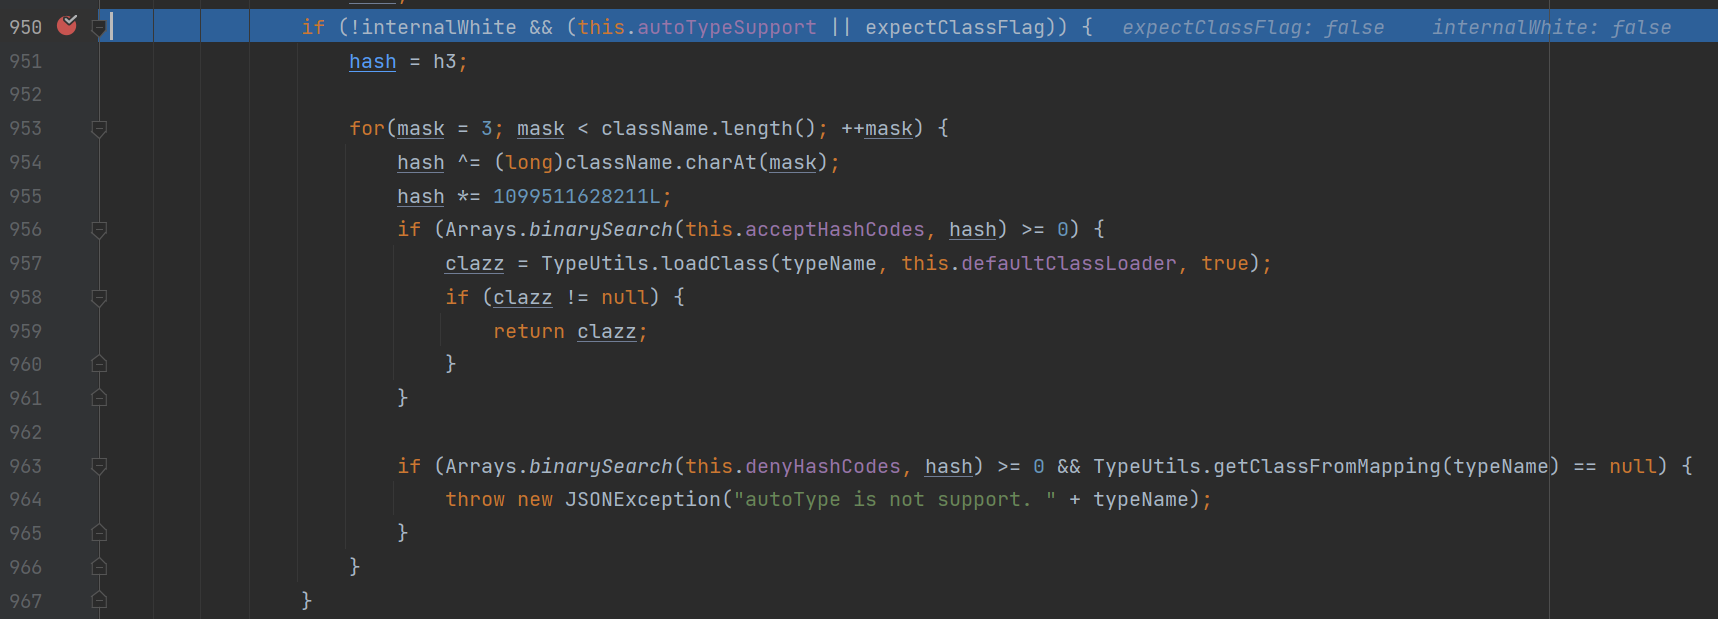 950 if (!internalWhite && (this.autoTypeSupport || expectClassFlag)) { expectClassFlag: false internalWhite: false
951 hash = h3;
952
953 for(mask = 3; mask < className.length(); ++mask) {
954 hash ^= (long)className.charAt(mask);
955 hash *= 1099511628211L;
956 if (Arrays.binarySearch(this.acceptHashCodes, hash) >= 0) {
957 clazz = TypeUtils.loadClass(typeName, this.defaultClassLoader, true);
958 if (clazz != null) {
959 return clazz;
960 }
961 }
962
963 if (Arrays.binarySearch(this.denyHashCodes, hash) >= 0 && TypeUtils.getClassFromMapping(typeName) == null) {
964 throw new JSONException("autoType is not support. " + typeName);
965 }
966 }
967 }